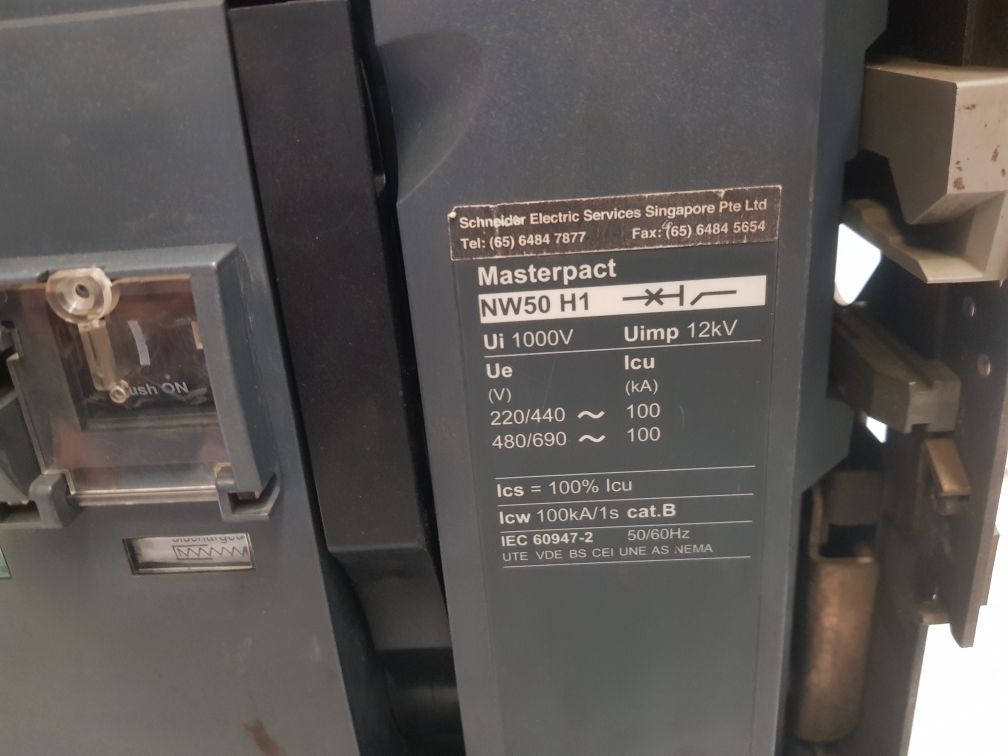 Schneider Electric Services Singapore Pte Ltd
Tel: (65) 6484 7877 Fax: (65) 6484 5654
Masterpact
NW50 H1
Ui 1000V Uimp 12kV
Ue Icu
(V) (kA)
220/440 ~ 100
480/690 ~ 100
Ics = 100% Icu
Icw 100kA/1s cat.B
IEC 60947-2 50/60Hz
UTE VDE BS CEI UNE AS NEMA
ush ON
discharged